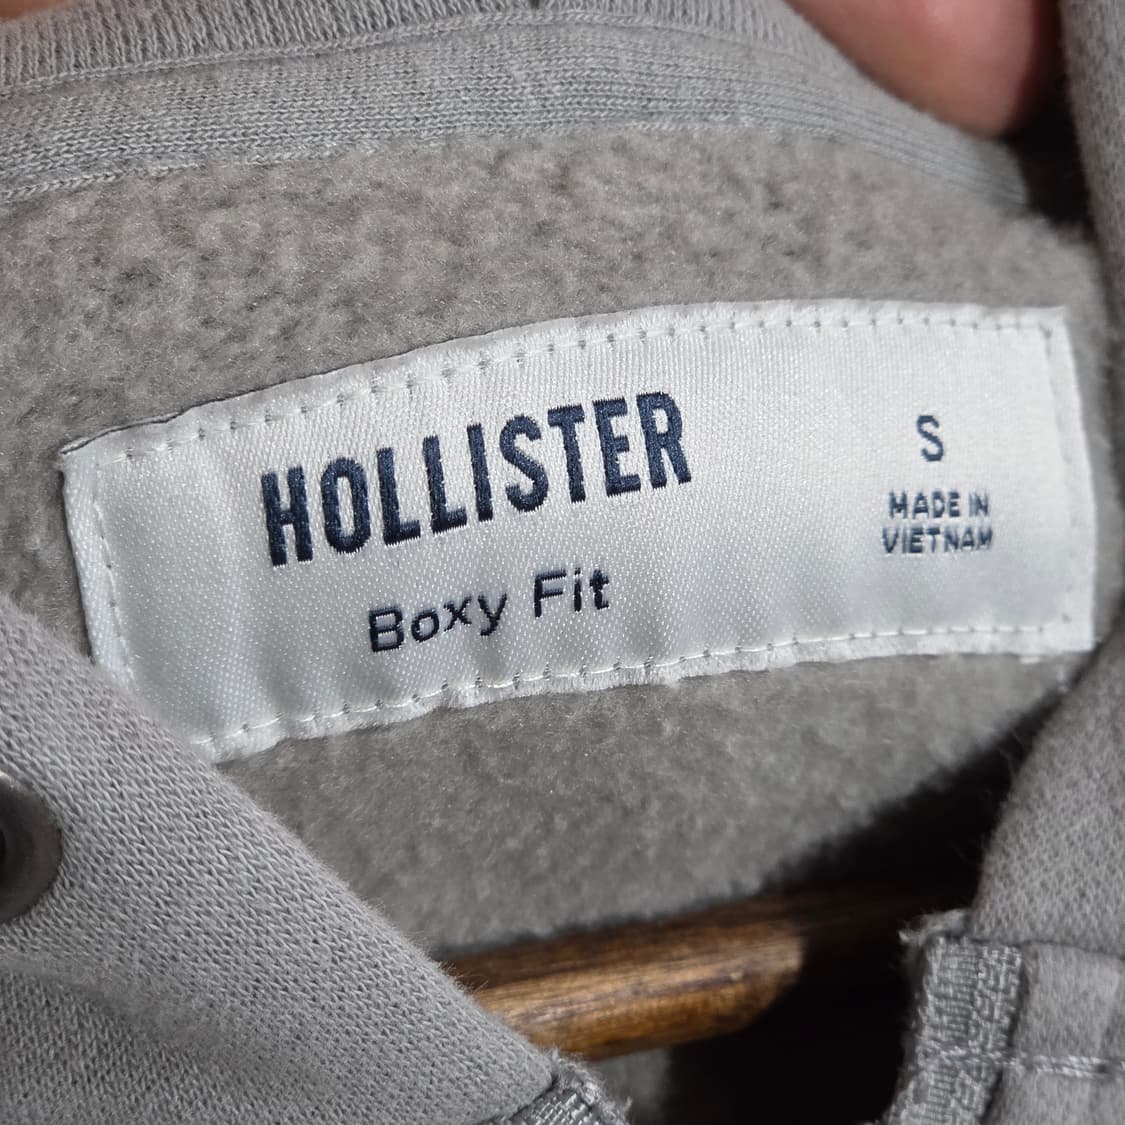 HOLLISTER
Boxy Fit
S
MADE IN
VIETNAM